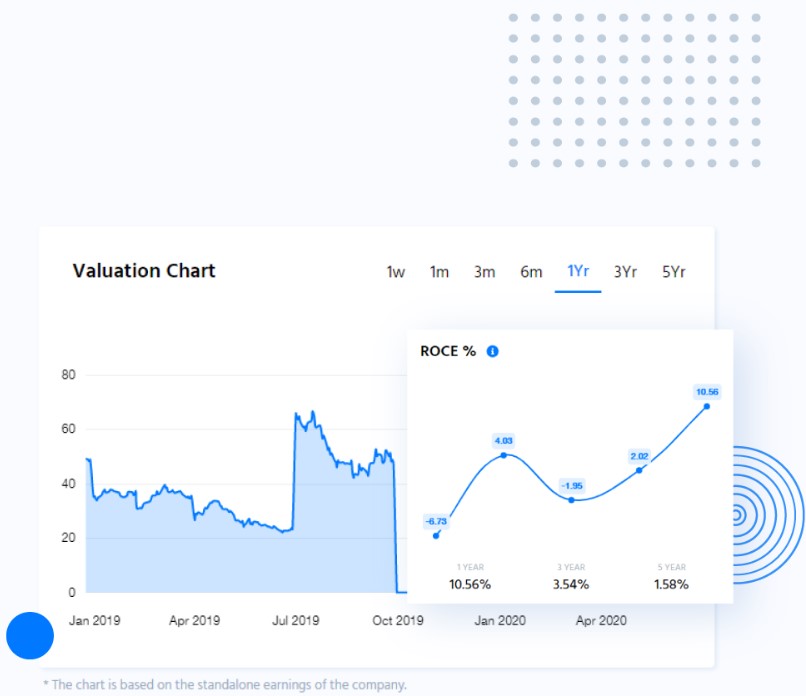 Valuation Chart
1w 1m 3m 6m 1Yr 3Yr 5Yr
ROCE % i
80
60
40
20
0
10.56
4.03
2.02
-1.95
-6.73
1 YEAR 3 YEAR 5 YEAR
10.56% 3.54% 1.58%
Jan 2019 Apr 2019 Jul 2019 Oct 2019 Jan 2020 Apr 2020
* The chart is based on the standalone earnings of the company.